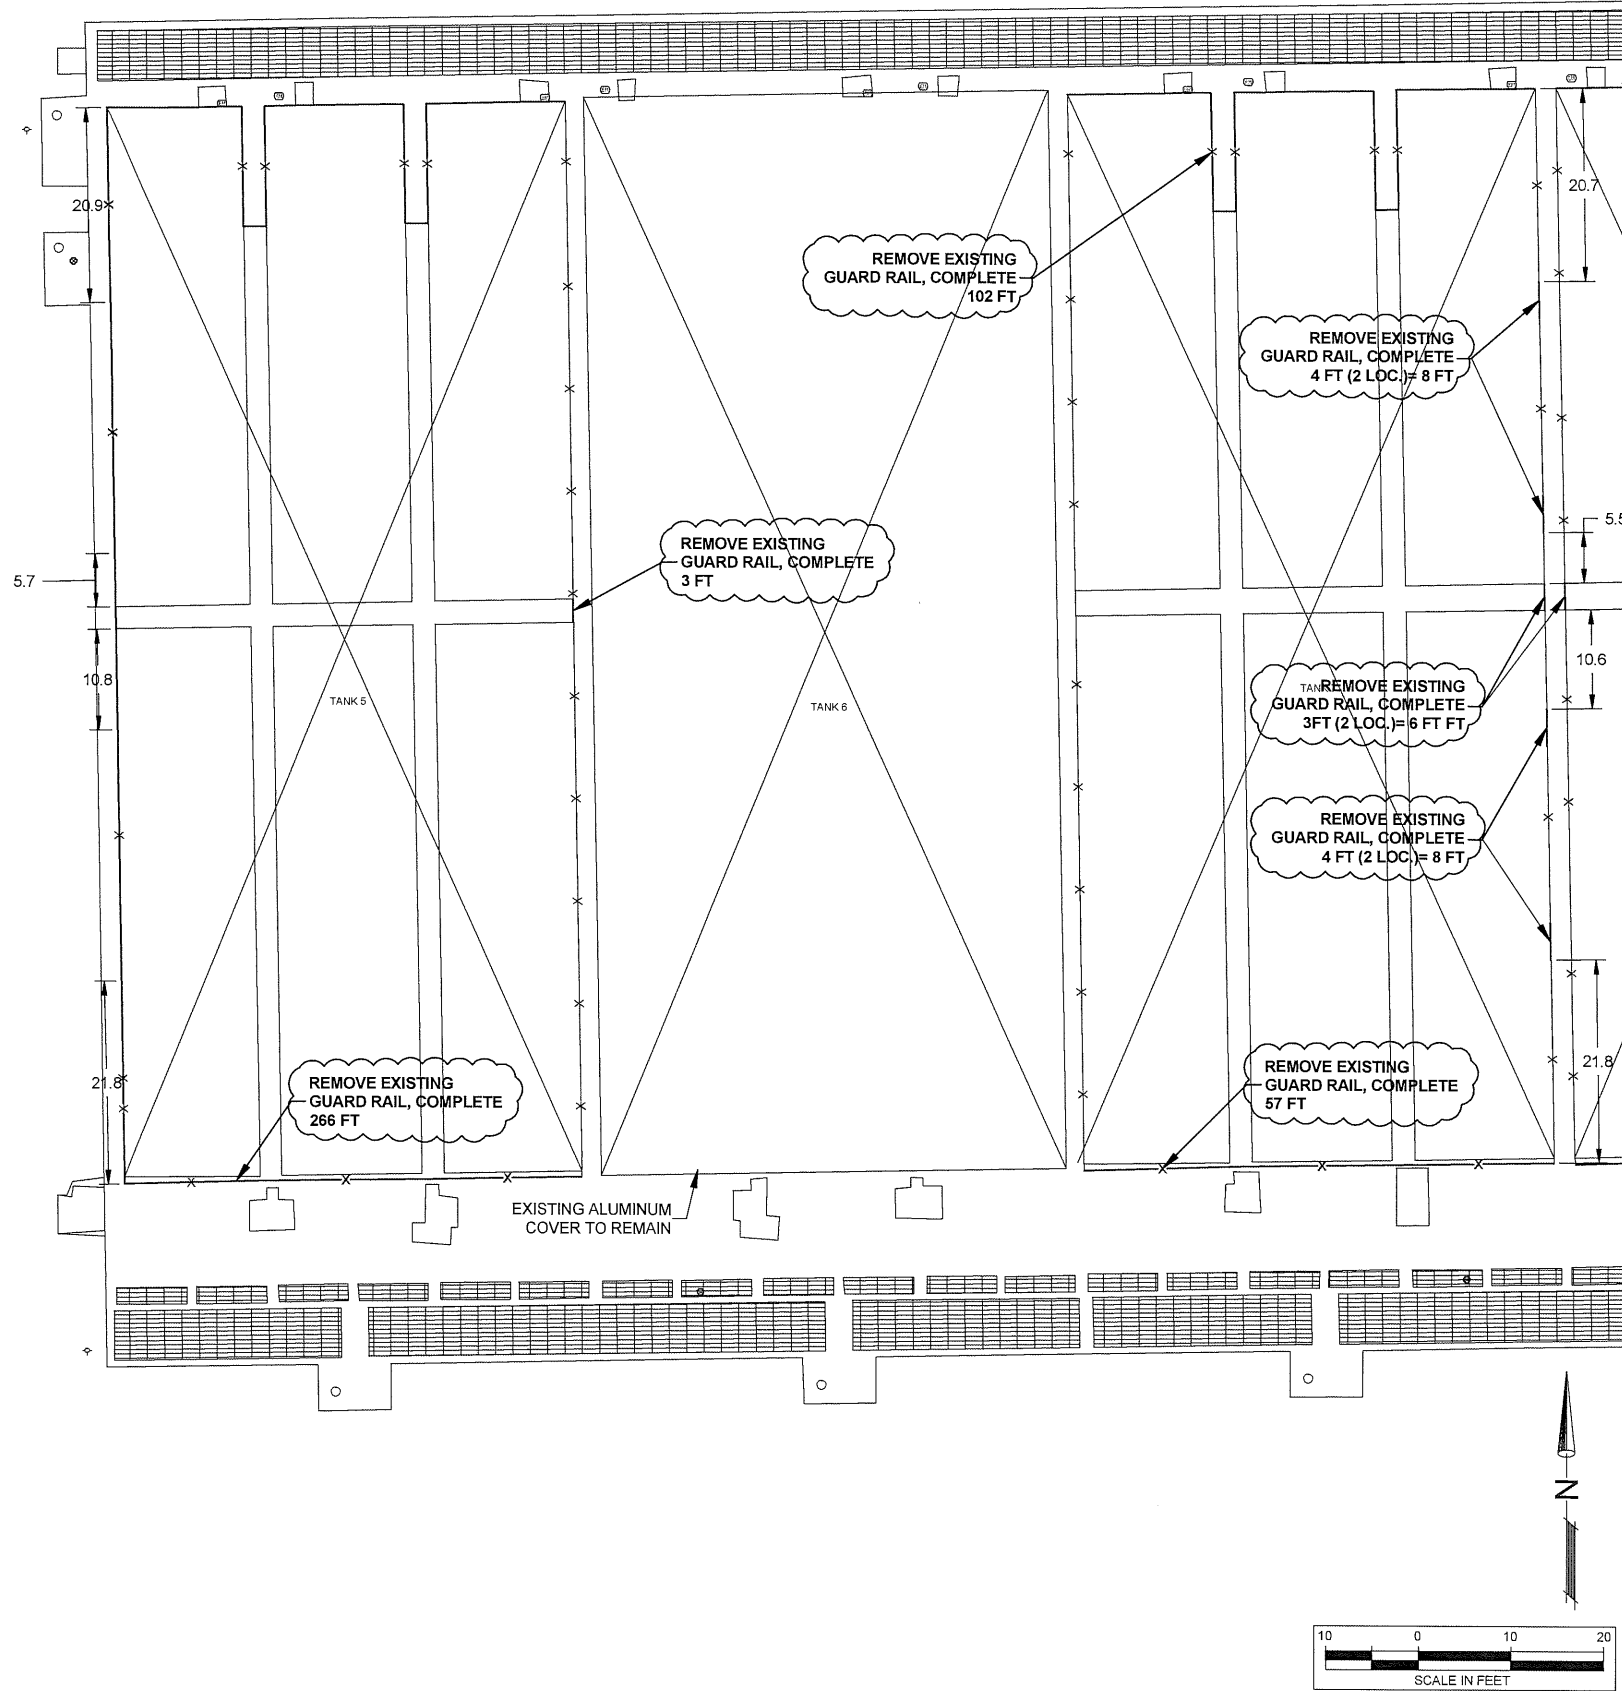 20.9
20.7
REMOVE EXISTING
GUARD RAIL, COMPLETE
102 FT
REMOVE EXISTING
GUARD RAIL, COMPLETE
4 FT (2 LOC.)= 8 FT
5.5
REMOVE EXISTING
GUARD RAIL, COMPLETE
3 FT
5.7
10.8
10.6
TANK 5
TANK 6
REMOVE EXISTING
GUARD RAIL, COMPLETE
3FT (2 LOC.)= 6 FT FT
REMOVE EXISTING
GUARD RAIL, COMPLETE
4 FT (2 LOC.)= 8 FT
21.8
21.8
REMOVE EXISTING
GUARD RAIL, COMPLETE
266 FT
REMOVE EXISTING
GUARD RAIL, COMPLETE
57 FT
EXISTING ALUMINUM
COVER TO REMAIN
N
10 0 10 20
SCALE IN FEET